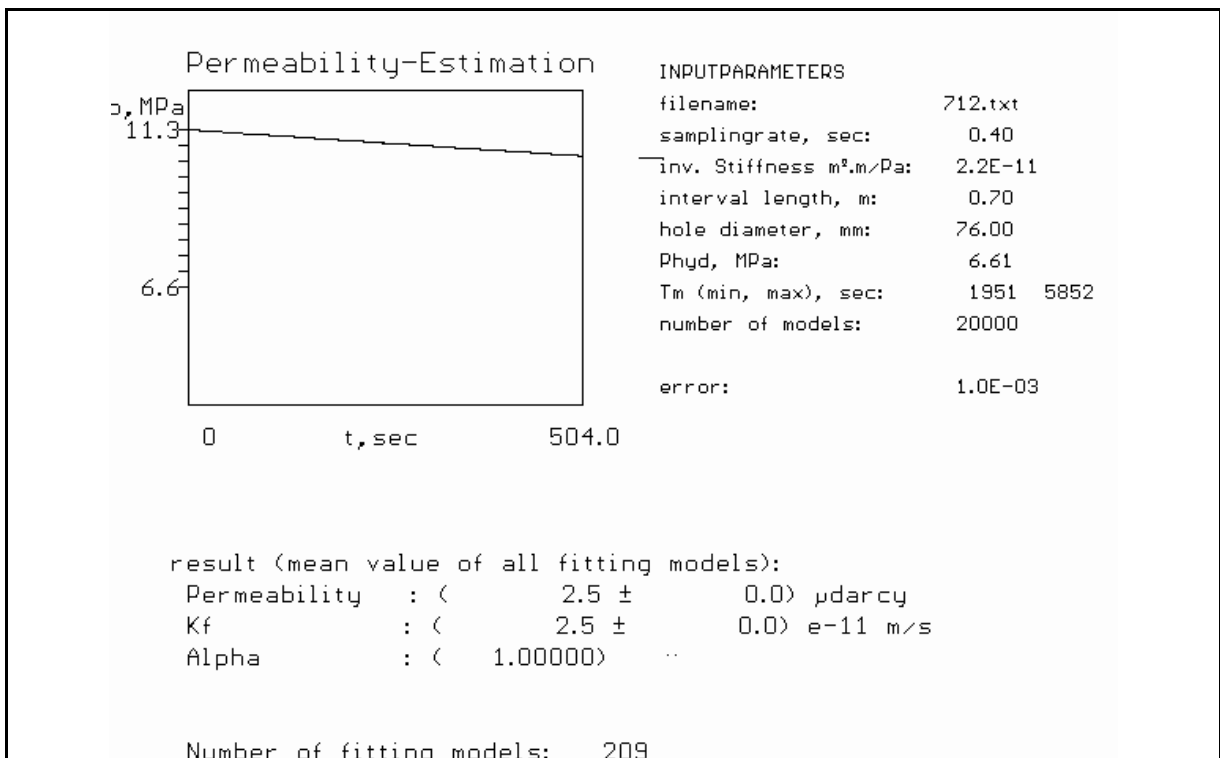 Permeability-Estimation
p,MPa
11.3
6.6
0 t,sec 504.0
INPUTPARAMETERS
filename: 712.txt
samplingrate, sec: 0.40
inv. Stiffness m².m/Pa: 2.2E-11
interval length, m: 0.70
hole diameter, mm: 76.00
Phyd, MPa: 6.61
Tm (min, max), sec: 1951 5852
number of models: 20000
error: 1.0E-03
result (mean value of all fitting models):
Permeability : ( 2.5 ± 0.0) µdarcy
Kf : ( 2.5 ± 0.0) e-11 m/s
Alpha : ( 1.00000)
Number of fitting models: 209